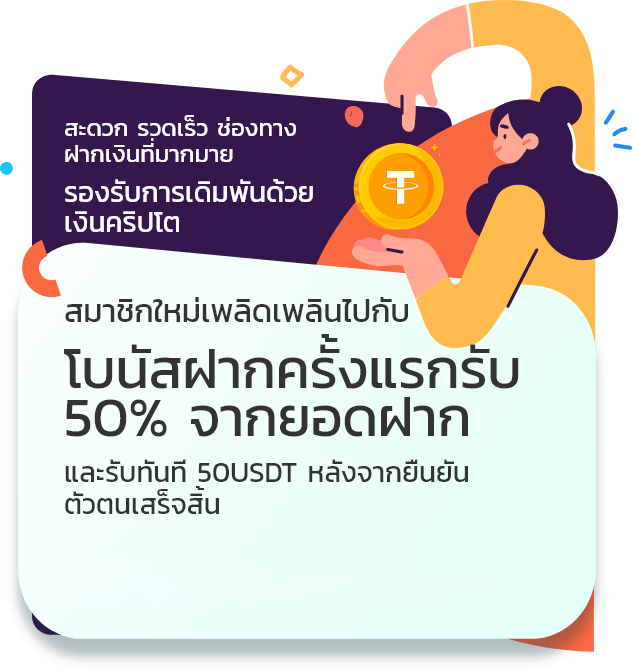 สะดวก รวดเร็ว ช่องทาง
ฝากเงินที่มากมาย
รองรับการเดิมพันด้วย
เงินคริปโต
สมาชิกใหม่เพลิดเพลินไปกับ
โบนัสฝากครั้งแรกรับ
50% จากยอดฝาก
และรับทันที 50USDT หลังจากยืนยัน
ตัวตนเสร็จสิ้น